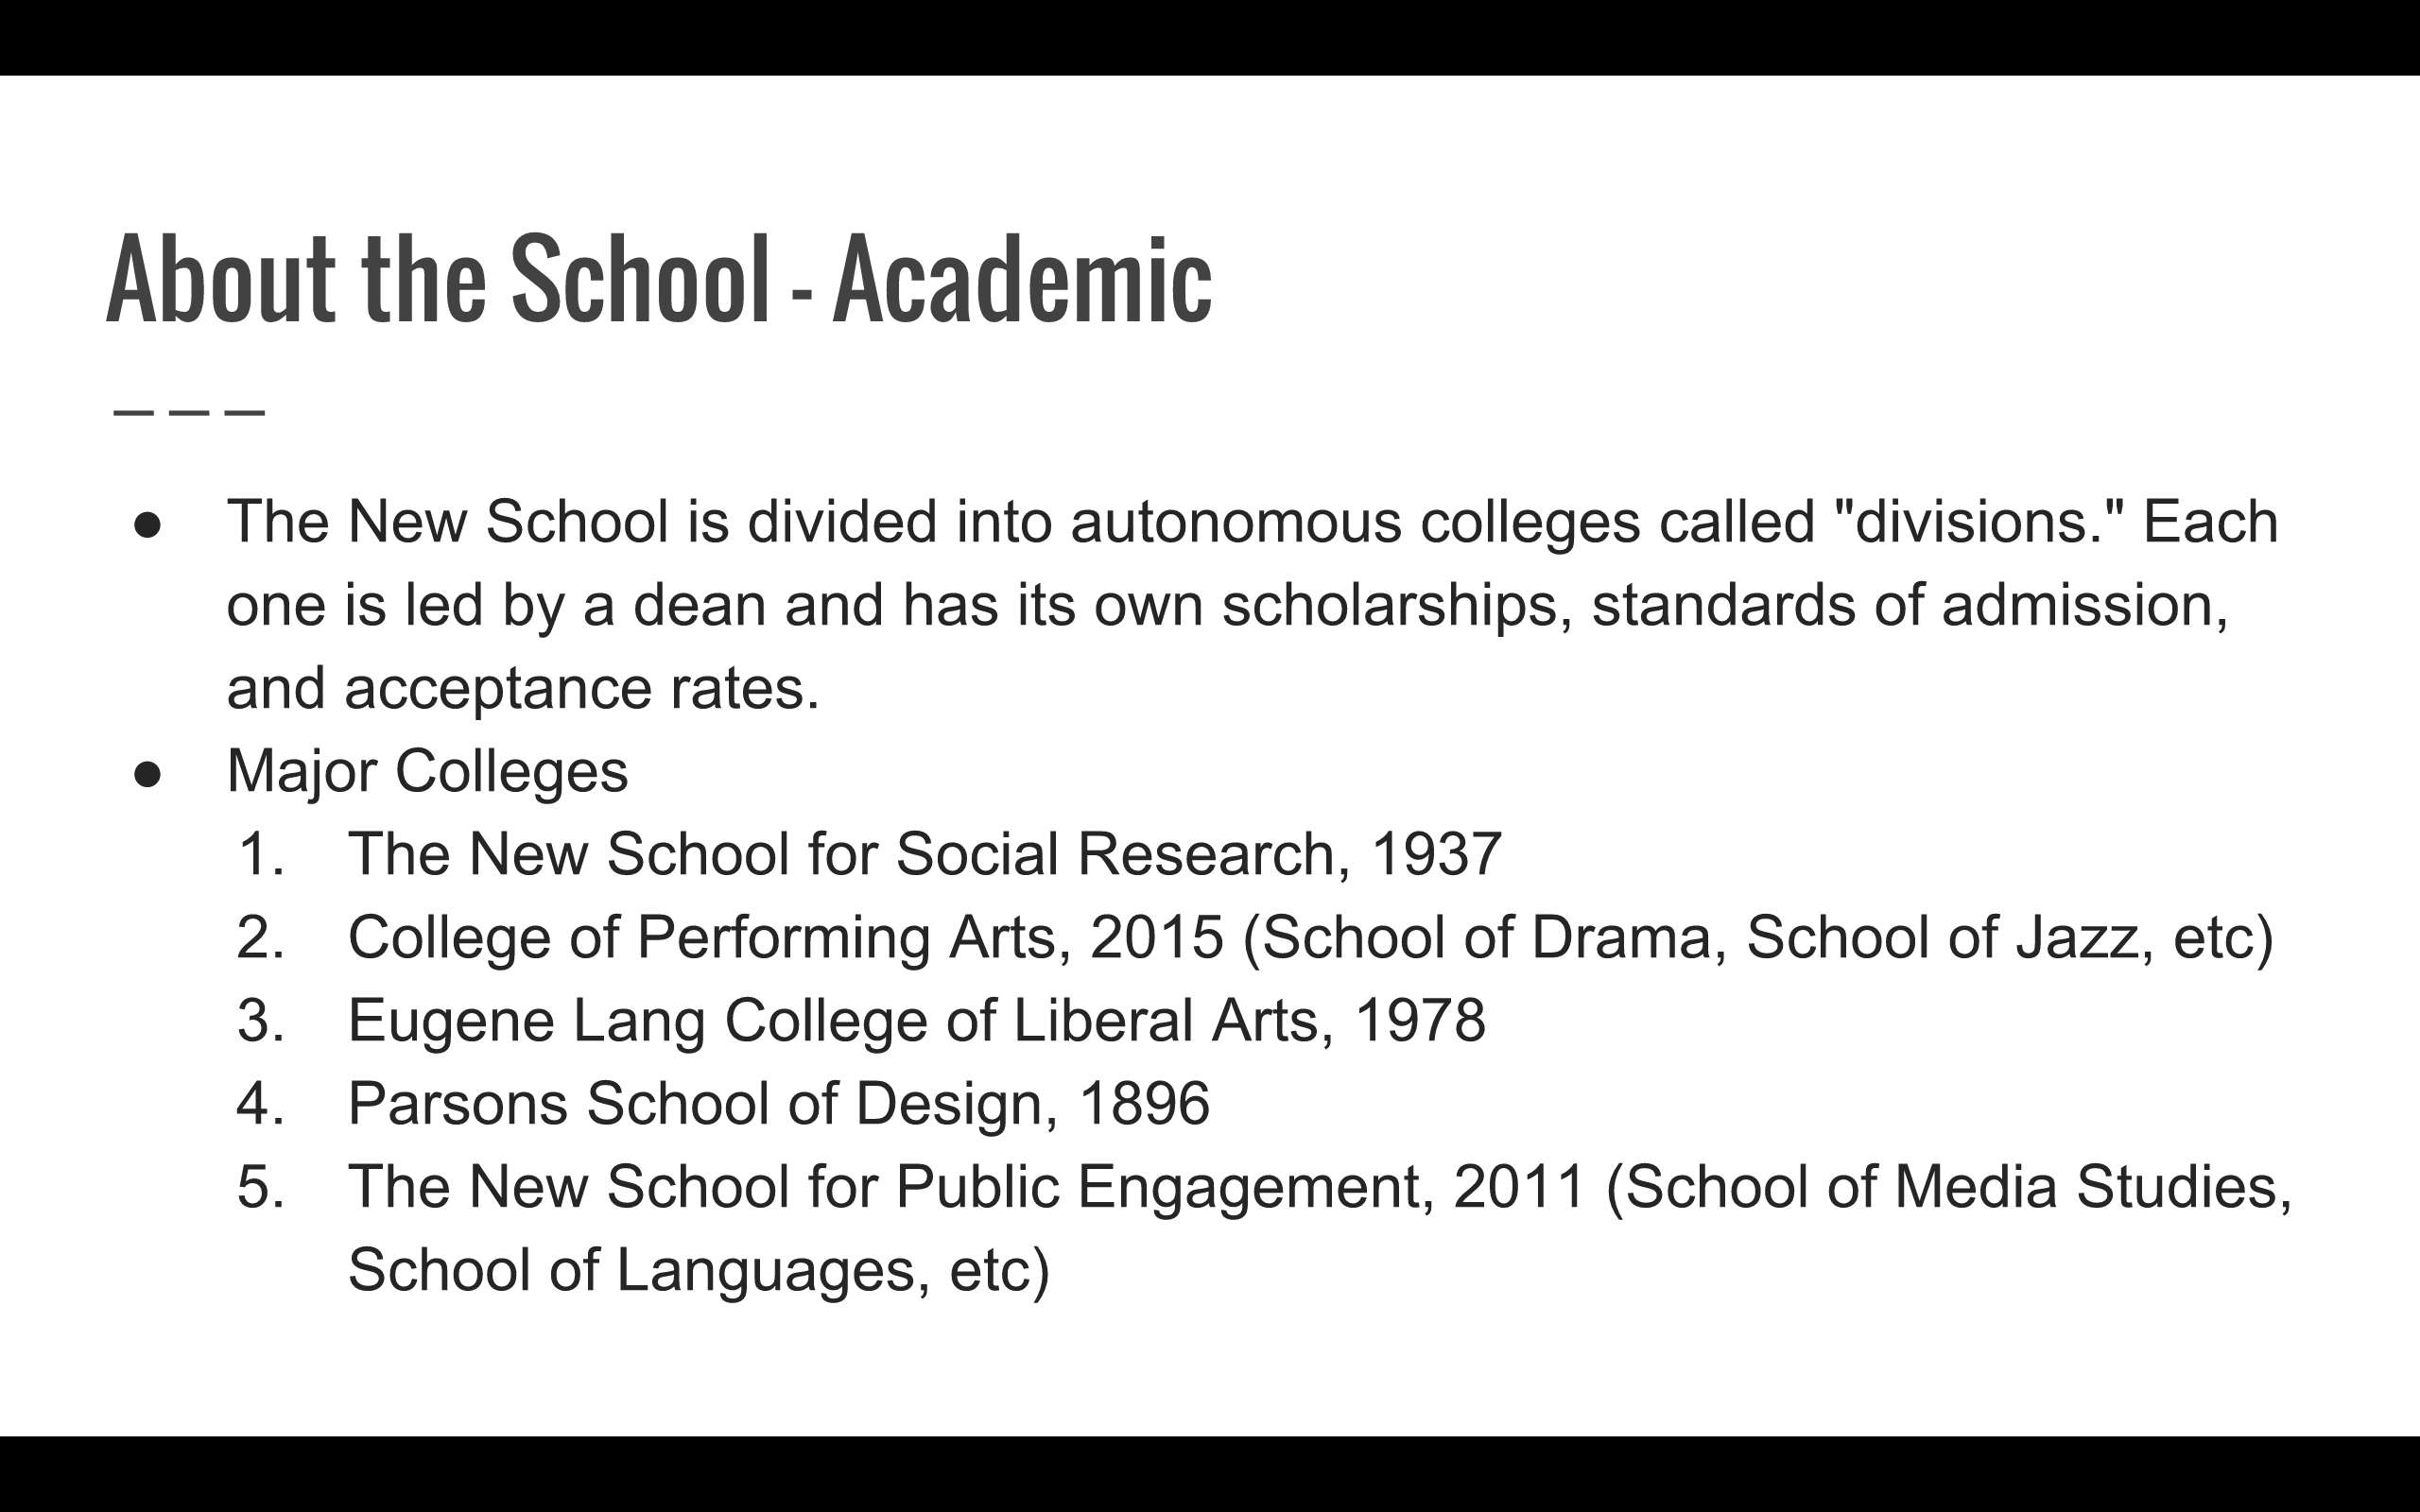 About the School - Academic
● The New School is divided into autonomous colleges called "divisions." Each
one is led by a dean and has its own scholarships, standards of admission,
and acceptance rates.
● Major Colleges
1. The New School for Social Research, 1937
2. College of Performing Arts, 2015 (School of Drama, School of Jazz, etc)
3. Eugene Lang College of Liberal Arts, 1978
4. Parsons School of Design, 1896
5. The New School for Public Engagement, 2011 (School of Media Studies,
School of Languages, etc)